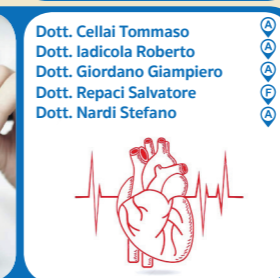 Dott. Cellai Tommaso A
Dott. Iadicola Roberto A
Dott. Giordano Giampiero A
Dott. Repaci Salvatore F
Dott. Nardi Stefano A